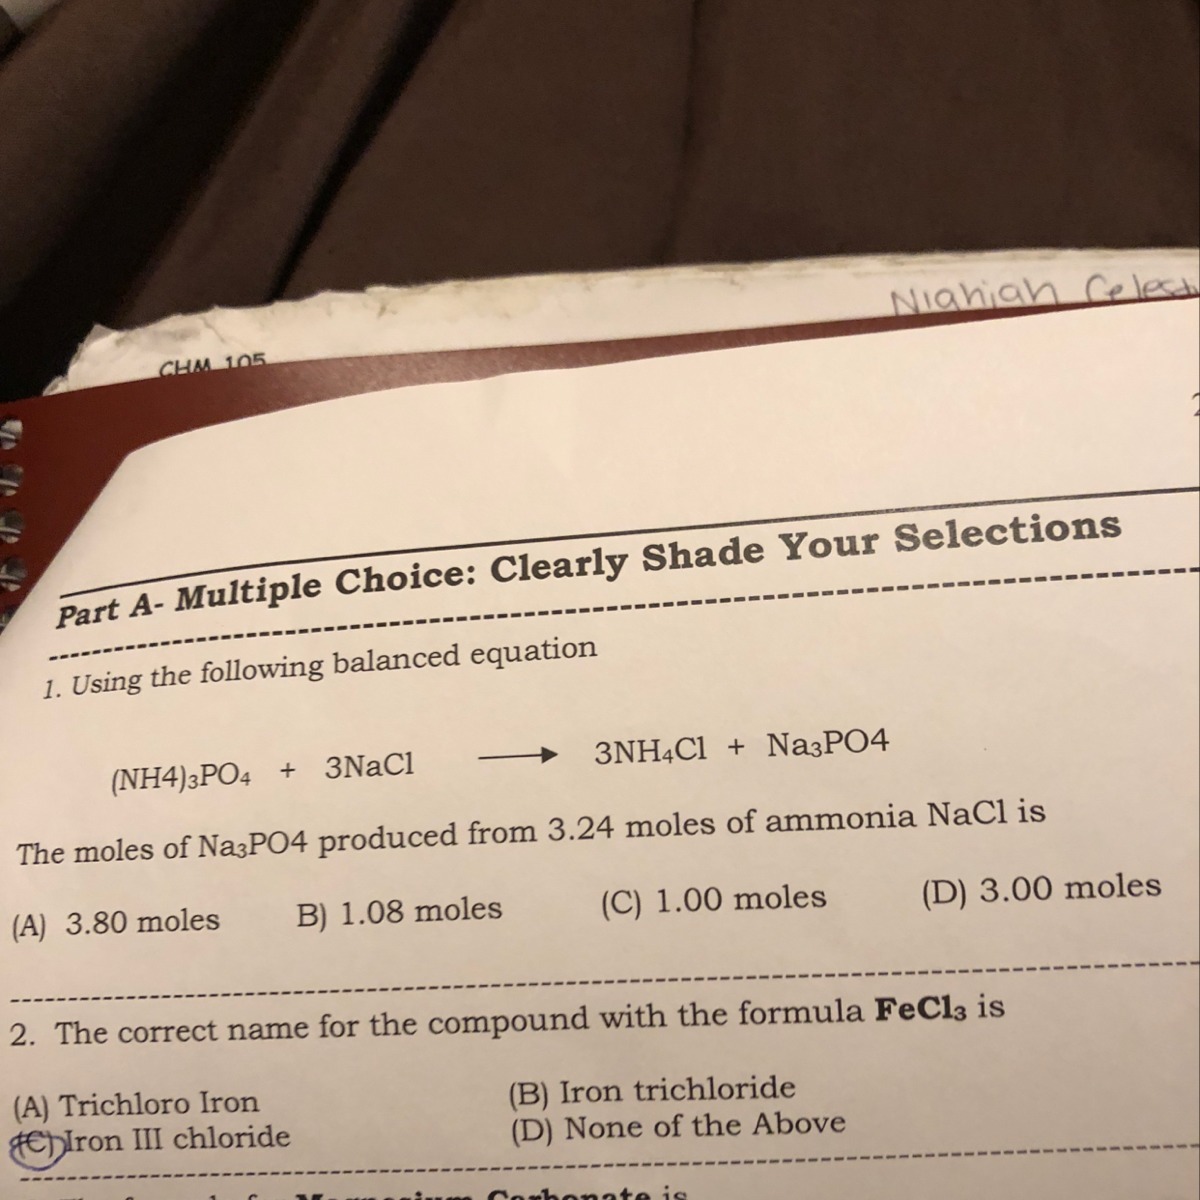 Niahiah
CHM 105
Part A- Multiple Choice: Clearly Shade Your Selections
1. Using the following balanced equation
(NH4)₃PO₄ + 3NaCl ⟶ 3NH₄Cl + Na₃PO4
The moles of Na₃PO4 produced from 3.24 moles of ammonia NaCl is
(A) 3.80 moles B) 1.08 moles (C) 1.00 moles (D) 3.00 moles
2. The correct name for the compound with the formula FeCl₃ is
(A) Trichloro Iron (B) Iron trichloride
(C) Iron III chloride (D) None of the Above
Magnesium Carbonate is